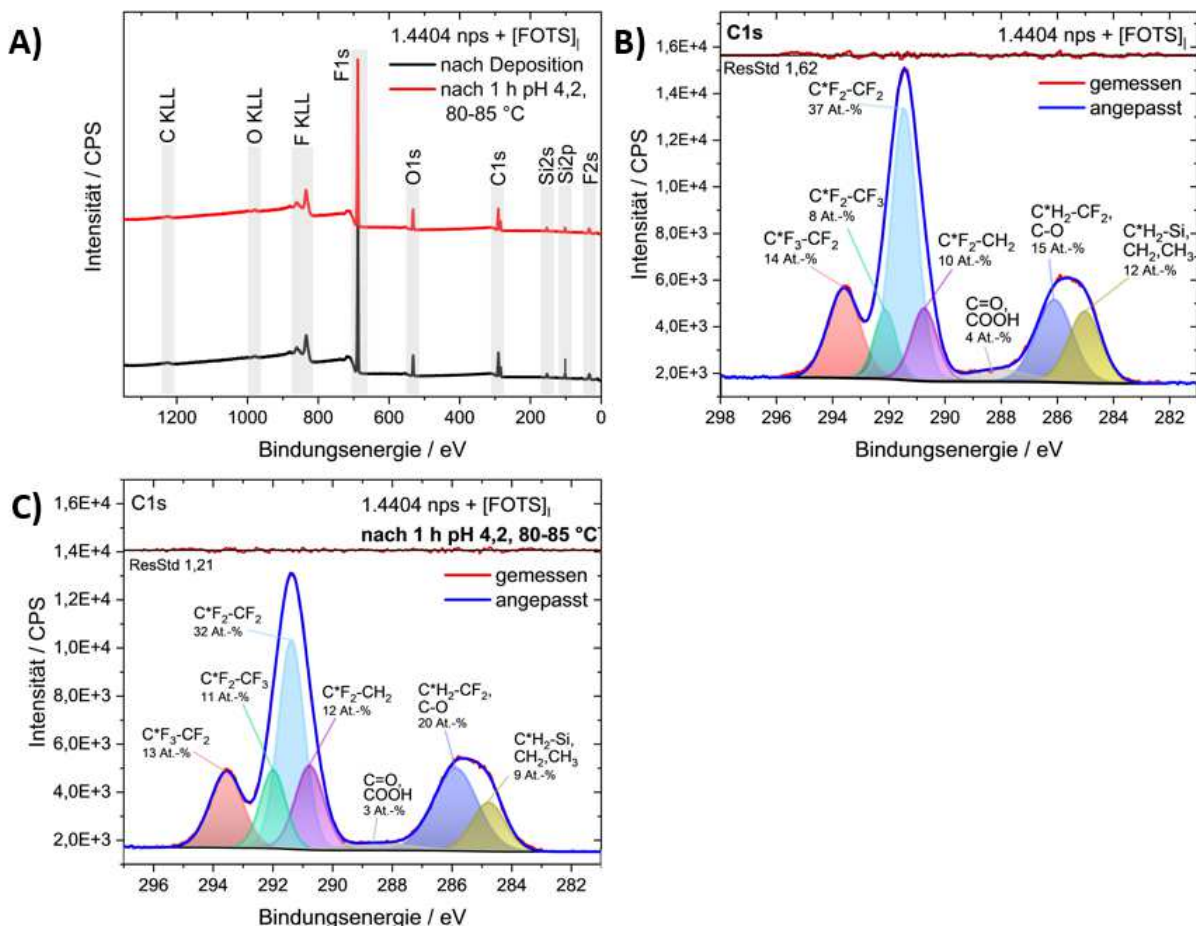 A)
1.4404 nps + [FOTS]I
nach Deposition
nach 1 h pH 4,2,
80-85 °C
C KLL
O KLL
F KLL
F1s
O1s
C1s
Si2s
Si2p
F2s
Intensität / CPS
1200 1000 800 600 400 200 0
Bindungsenergie / eV
B)
C1s
1.4404 nps + [FOTS]I
ResStd 1,62
gemessen
angepasst
C*F2-CF2
37 At.-%
C*F2-CF3
8 At.-%
C*F3-CF2
14 At.-%
C*F2-CH2
10 At.-%
C=O,
COOH
4 At.-%
C*H2-CF2,
C-O
15 At.-%
C*H2-Si,
CH2,CH3
12 At.-%
1,6E+4
1,4E+4
1,2E+4
1,0E+4
8,0E+3
6,0E+3
4,0E+3
2,0E+3
Intensität / CPS
298 296 294 292 290 288 286 284 282
Bindungsenergie / eV
C)
C1s
1.4404 nps + [FOTS]I
nach 1 h pH 4,2, 80-85 °C
ResStd 1,21
gemessen
angepasst
C*F2-CF2
32 At.-%
C*F2-CF3
11 At.-%
C*F3-CF2
13 At.-%
C*F2-CH2
12 At.-%
C=O,
COOH
3 At.-%
C*H2-CF2,
C-O
20 At.-%
C*H2-Si,
CH2,CH3
9 At.-%
1,6E+4
1,4E+4
1,2E+4
1,0E+4
8,0E+3
6,0E+3
4,0E+3
2,0E+3
Intensität / CPS
296 294 292 290 288 286 284 282
Bindungsenergie / eV